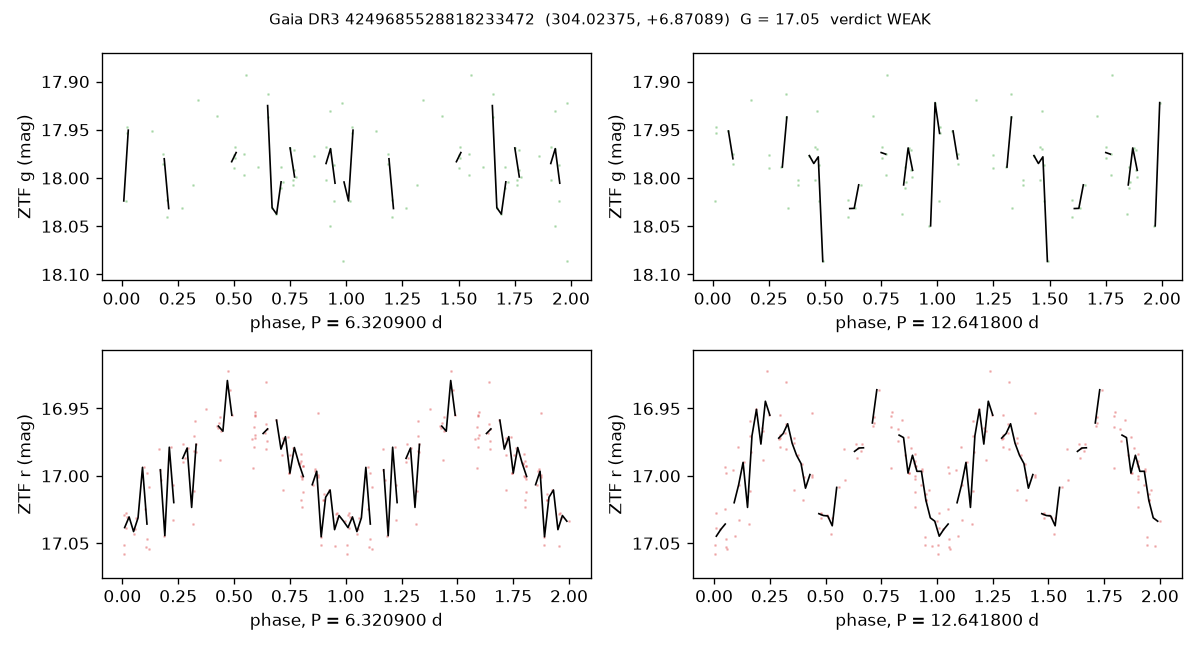 Gaia DR3 4249685528818233472  (304.02375, +6.87089)  G = 17.05  verdict WEAK
ZTF g (mag)
17.90
17.95
18.00
18.05
18.10
0.00 0.25 0.50 0.75 1.00 1.25 1.50 1.75 2.00
phase, P = 6.320900 d
ZTF g (mag)
17.90
17.95
18.00
18.05
18.10
0.00 0.25 0.50 0.75 1.00 1.25 1.50 1.75 2.00
phase, P = 12.641800 d
ZTF r (mag)
16.95
17.00
17.05
0.00 0.25 0.50 0.75 1.00 1.25 1.50 1.75 2.00
phase, P = 6.320900 d
ZTF r (mag)
16.95
17.00
17.05
0.00 0.25 0.50 0.75 1.00 1.25 1.50 1.75 2.00
phase, P = 12.641800 d